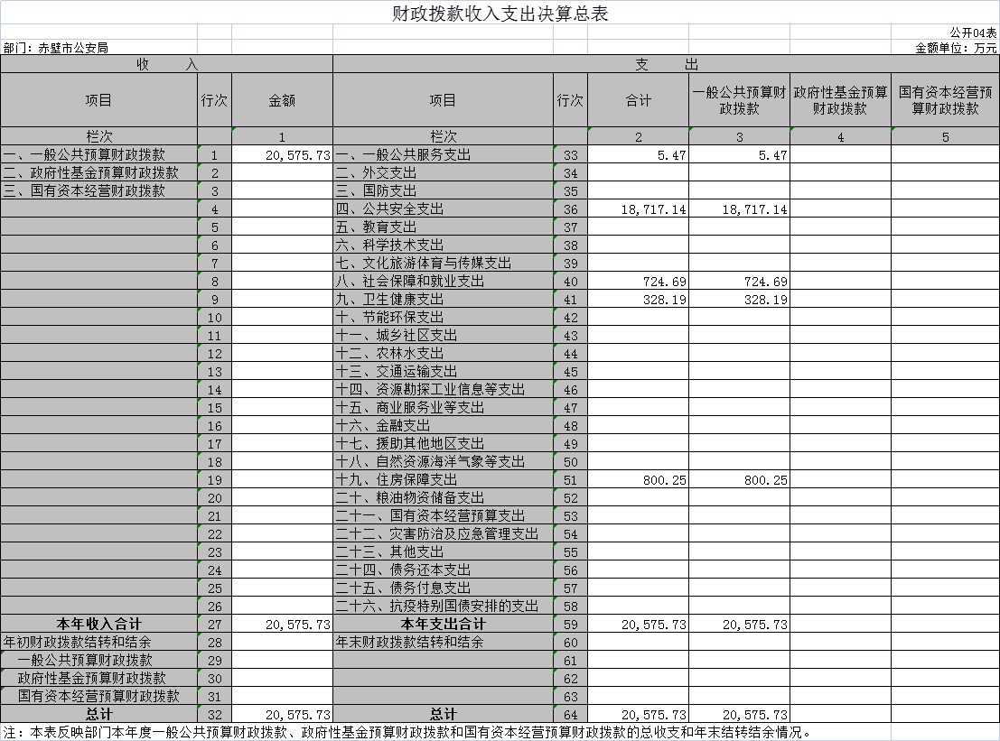 财政拨款收入支出决算总表
公开04表
部门：赤壁市公安局 金额单位：万元
收 入 支 出
项目 行次 金额 项目 行次 合计 一般公共预算财政拨款 政府性基金预算财政拨款 国有资本经营预算财政拨款
栏次 1 栏次 2 3 4 5
一、一般公共预算财政拨款 1 20,575.73 一、一般公共服务支出 33 5.47 5.47
二、政府性基金预算财政拨款 2 二、外交支出 34
三、国有资本经营财政拨款 3 三、国防支出 35
4 四、公共安全支出 36 18,717.14 18,717.14
5 五、教育支出 37
6 六、科学技术支出 38
7 七、文化旅游体育与传媒支出 39
8 八、社会保障和就业支出 40 724.69 724.69
9 九、卫生健康支出 41 328.19 328.19
10 十、节能环保支出 42
11 十一、城乡社区支出 43
12 十二、农林水支出 44
13 十三、交通运输支出 45
14 十四、资源勘探工业信息等支出 46
15 十五、商业服务业等支出 47
16 十六、金融支出 48
17 十七、援助其他地区支出 49
18 十八、自然资源海洋气象等支出 50
19 十九、住房保障支出 51 800.25 800.25
20 二十、粮油物资储备支出 52
21 二十一、国有资本经营预算支出 53
22 二十二、灾害防治及应急管理支出 54
23 二十三、其他支出 55
24 二十四、债务还本支出 56
25 二十五、债务付息支出 57
26 二十六、抗疫特别国债安排的支出 58
本年收入合计 27 20,575.73 本年支出合计 59 20,575.73 20,575.73
年初财政拨款结转和结余 28 年末财政拨款结转和结余 60
一般公共预算财政拨款 29 61
政府性基金预算财政拨款 30 62
国有资本经营预算财政拨款 31 63
总计 32 20,575.73 总计 64 20,575.73 20,575.73
注：本表反映部门本年度一般公共预算财政拨款、政府性基金预算财政拨款和国有资本经营预算财政拨款的总收支和年末结转结余情况。